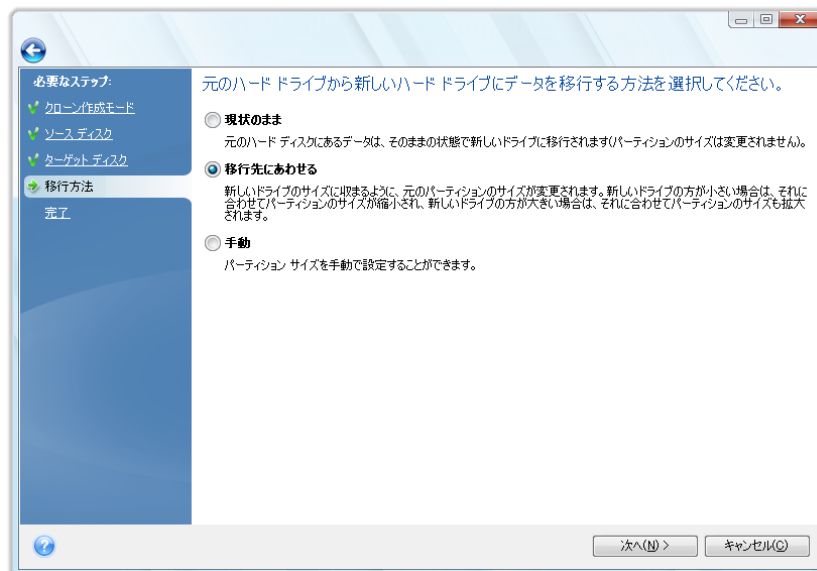 必要なステップ:
クローン作成モード
ソース ディスク
ターゲット ディスク
移行方法
完了
元のハード ドライブから新しいハード ドライブにデータを移行する方法を選択してください。
現状のまま
元のハード ディスクにあるデータは、そのままの状態で新しいドライブに移行されます(パーティションのサイズは変更されません)。
移行先にあわせる
新しいドライブのサイズに収まるように、元のパーティションのサイズが変更されます。新しいドライブの方が小さい場合は、それに
合わせてパーティションのサイズが縮小され、新しいドライブの方が大きい場合は、それに合わせてパーティションのサイズも拡大
されます。
手動
パーティション サイズを手動で設定することができます。
次へ(N) >
キャンセル(C)